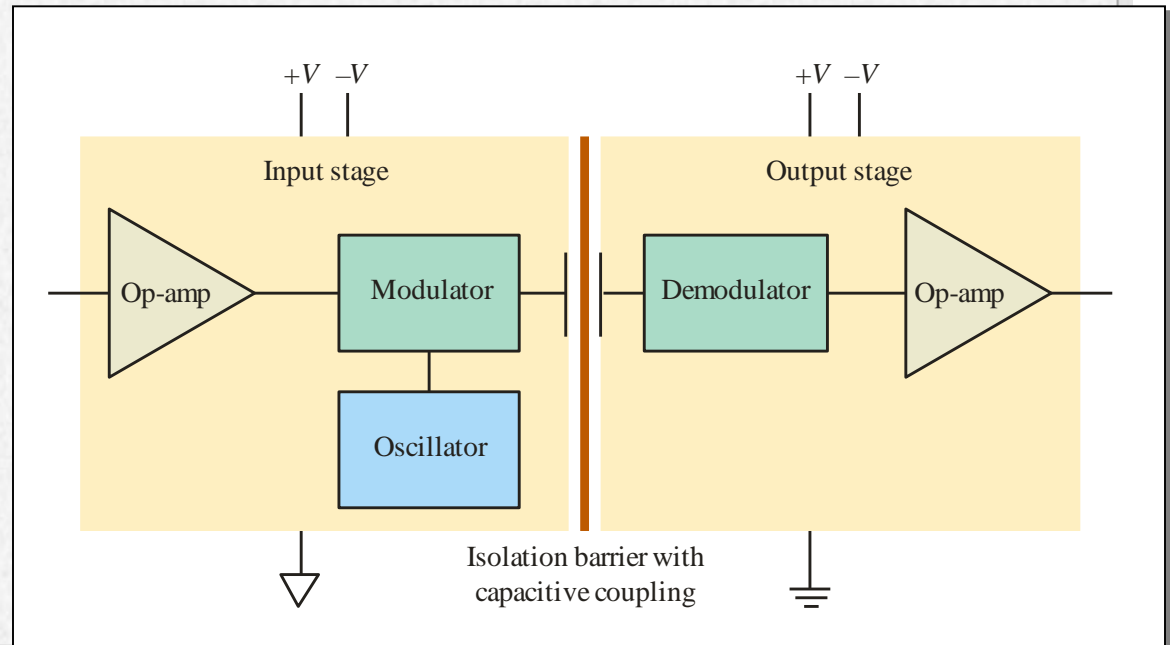 +V –V
+V –V
Input stage
Output stage
Op-amp
Modulator
Demodulator
Op-amp
Oscillator
Isolation barrier with
capacitive coupling